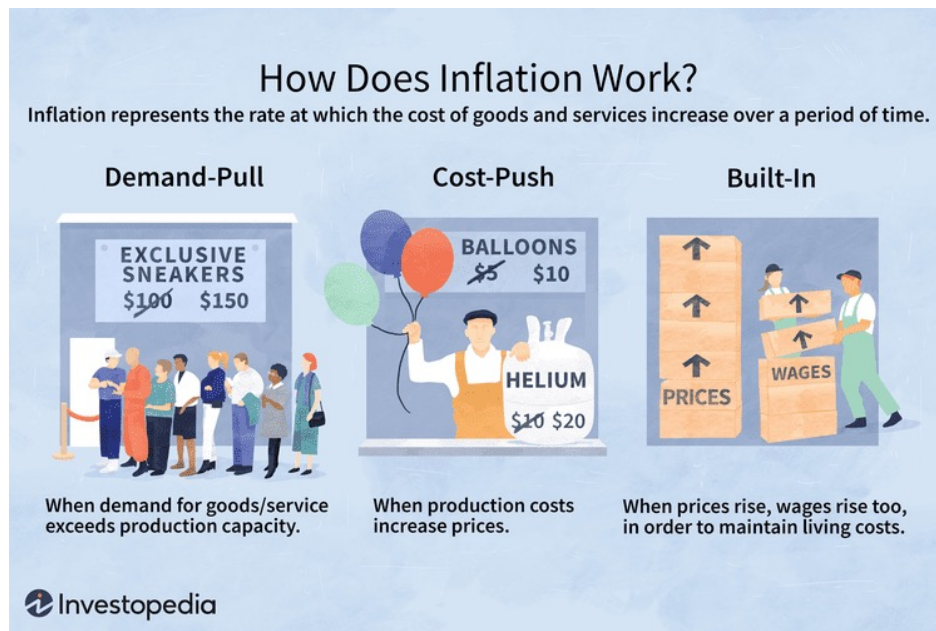 How Does Inflation Work?
Inflation represents the rate at which the cost of goods and services increase over a period of time.
Demand-Pull
EXCLUSIVE
SNEAKERS
$100 $150
When demand for goods/service
exceeds production capacity.
Cost-Push
BALLOONS
$5 $10
HELIUM
$10 $20
When production costs
increase prices.
Built-In
PRICES
WAGES
When prices rise, wages rise too,
in order to maintain living costs.
Investopedia